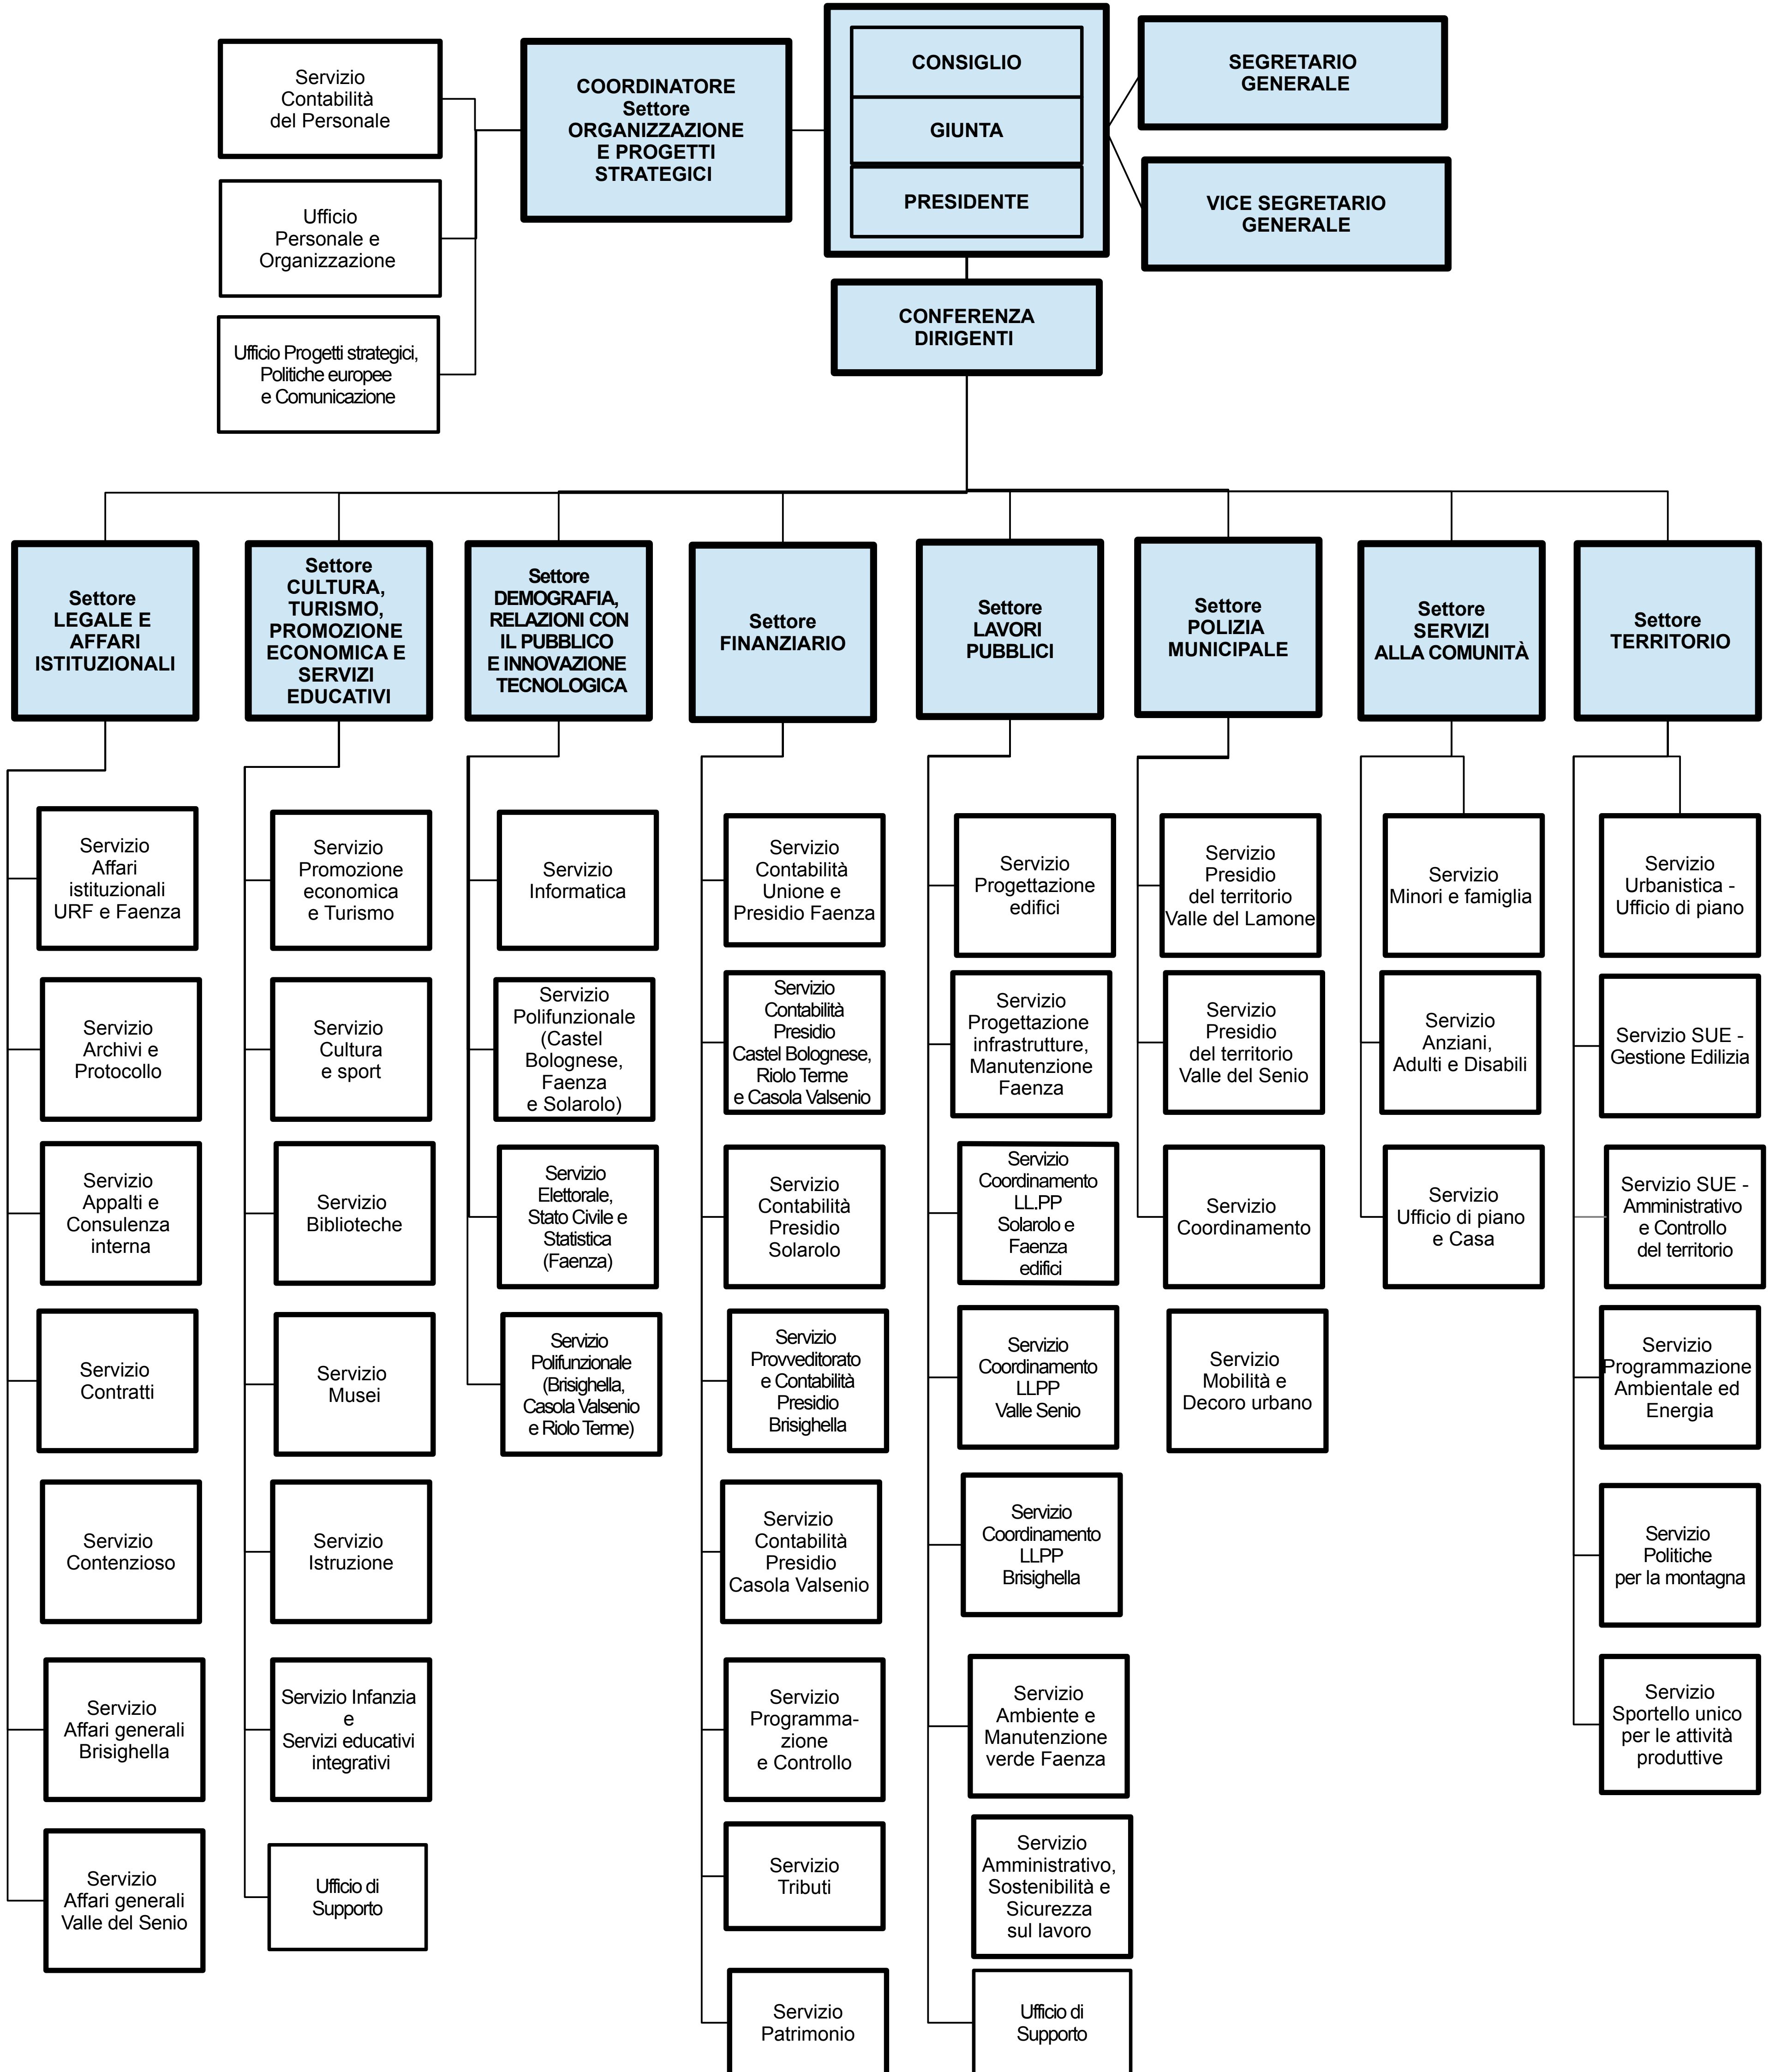 Servizio
Contabilità
del Personale
Ufficio
Personale e
Organizzazione
Ufficio Progetti strategici,
Politiche europee
e Comunicazione
COORDINATORE
Settore
ORGANIZZAZIONE
E PROGETTI
STRATEGICI
CONSIGLIO
GIUNTA
PRESIDENTE
SEGRETARIO
GENERALE
VICE SEGRETARIO
GENERALE
CONFERENZA
DIRIGENTI
Settore
LEGALE E
AFFARI
ISTITUZIONALI
Servizio
Affari
istituzionali
URF e Faenza
Servizio
Archivi e
Protocollo
Servizio
Appalti e
Consulenza
interna
Servizio
Contratti
Servizio
Contenzioso
Servizio
Affari generali
Brisighella
Servizio
Affari generali
Valle del Senio
Settore
CULTURA,
TURISMO,
PROMOZIONE
ECONOMICA E
SERVIZI
EDUCATIVI
Servizio
Promozione
economica
e Turismo
Servizio
Cultura
e sport
Servizio
Biblioteche
Servizio
Musei
Servizio
Istruzione
Servizio Infanzia
e
Servizi educativi
integrativi
Ufficio di
Supporto
Settore
DEMOGRAFIA,
RELAZIONI CON
IL PUBBLICO
E INNOVAZIONE
TECNOLOGICA
Servizio
Informatica
Servizio
Polifunzionale
(Castel
Bolognese,
Faenza
e Solarolo)
Servizio
Elettorale,
Stato Civile e
Statistica
(Faenza)
Servizio
Polifunzionale
(Brisighella,
Casola Valsenio
e Riolo Terme)
Settore
FINANZIARIO
Servizio
Contabilità
Unione e
Presidio Faenza
Servizio
Contabilità
Presidio
Castel Bolognese,
Riolo Terme
e Casola Valsenio
Servizio
Contabilità
Presidio
Solarolo
Servizio
Provveditorato
e Contabilità
Presidio
Brisighella
Servizio
Contabilità
Presidio
Casola Valsenio
Servizio
Programma-
zione
e Controllo
Servizio
Tributi
Servizio
Patrimonio
Settore
LAVORI
PUBBLICI
Servizio
Progettazione
edifici
Servizio
Progettazione
infrastrutture,
Manutenzione
Faenza
Servizio
Coordinamento
LL.PP
Solarolo e
Faenza
edifici
Servizio
Coordinamento
LLPP
Valle Senio
Servizio
Coordinamento
LLPP
Brisighella
Servizio
Ambiente e
Manutenzione
verde Faenza
Servizio
Amministrativo,
Sostenibilità e
Sicurezza
sul lavoro
Ufficio di
Supporto
Settore
POLIZIA
MUNICIPALE
Servizio
Presidio
del territorio
Valle del Lamone
Servizio
Presidio
del territorio
Valle del Senio
Servizio
Coordinamento
Servizio
Mobilità e
Decoro urbano
Settore
SERVIZI
ALLA COMUNITÀ
Servizio
Minori e famiglia
Servizio
Anziani,
Adulti e Disabili
Servizio
Ufficio di piano
e Casa
Settore
TERRITORIO
Servizio
Urbanistica -
Ufficio di piano
Servizio SUE -
Gestione Edilizia
Servizio SUE -
Amministrativo
e Controllo
del territorio
Servizio
Programmazione
Ambientale ed
Energia
Servizio
Politiche
per la montagna
Servizio
Sportello unico
per le attività
produttive